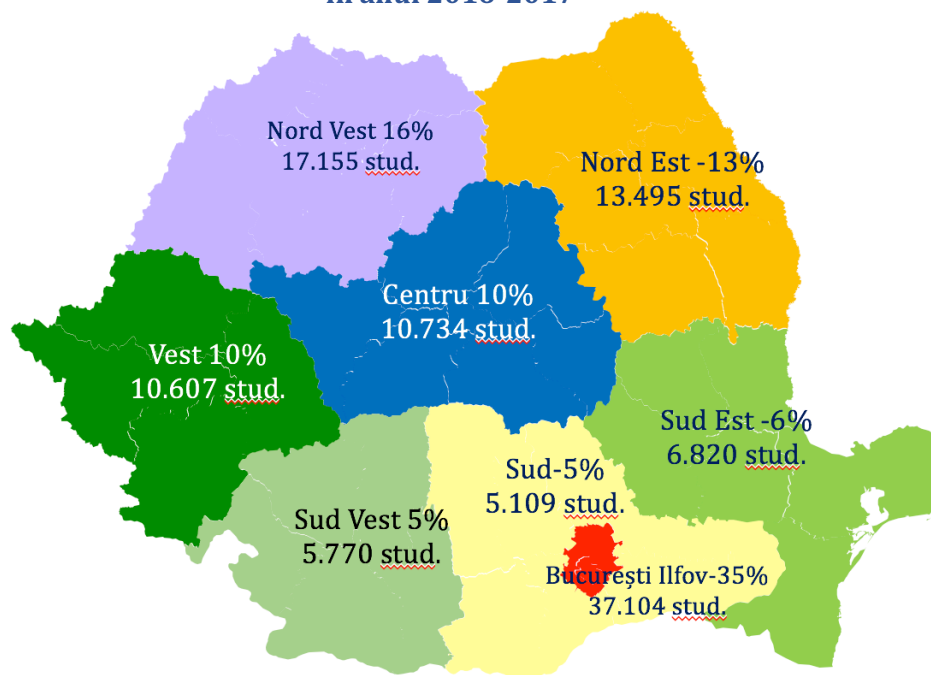 2016-2017
Nord Vest 16%
17.155 stud.
Nord Est -13%
13.495 stud.
Centru 10%
10.734 stud.
Vest 10%
10.607 stud.
Sud Est -6%
6.820 stud.
Sud-5%
5.109 stud.
Sud Vest 5%
5.770 stud.
București Ilfov-35%
37.104 stud.